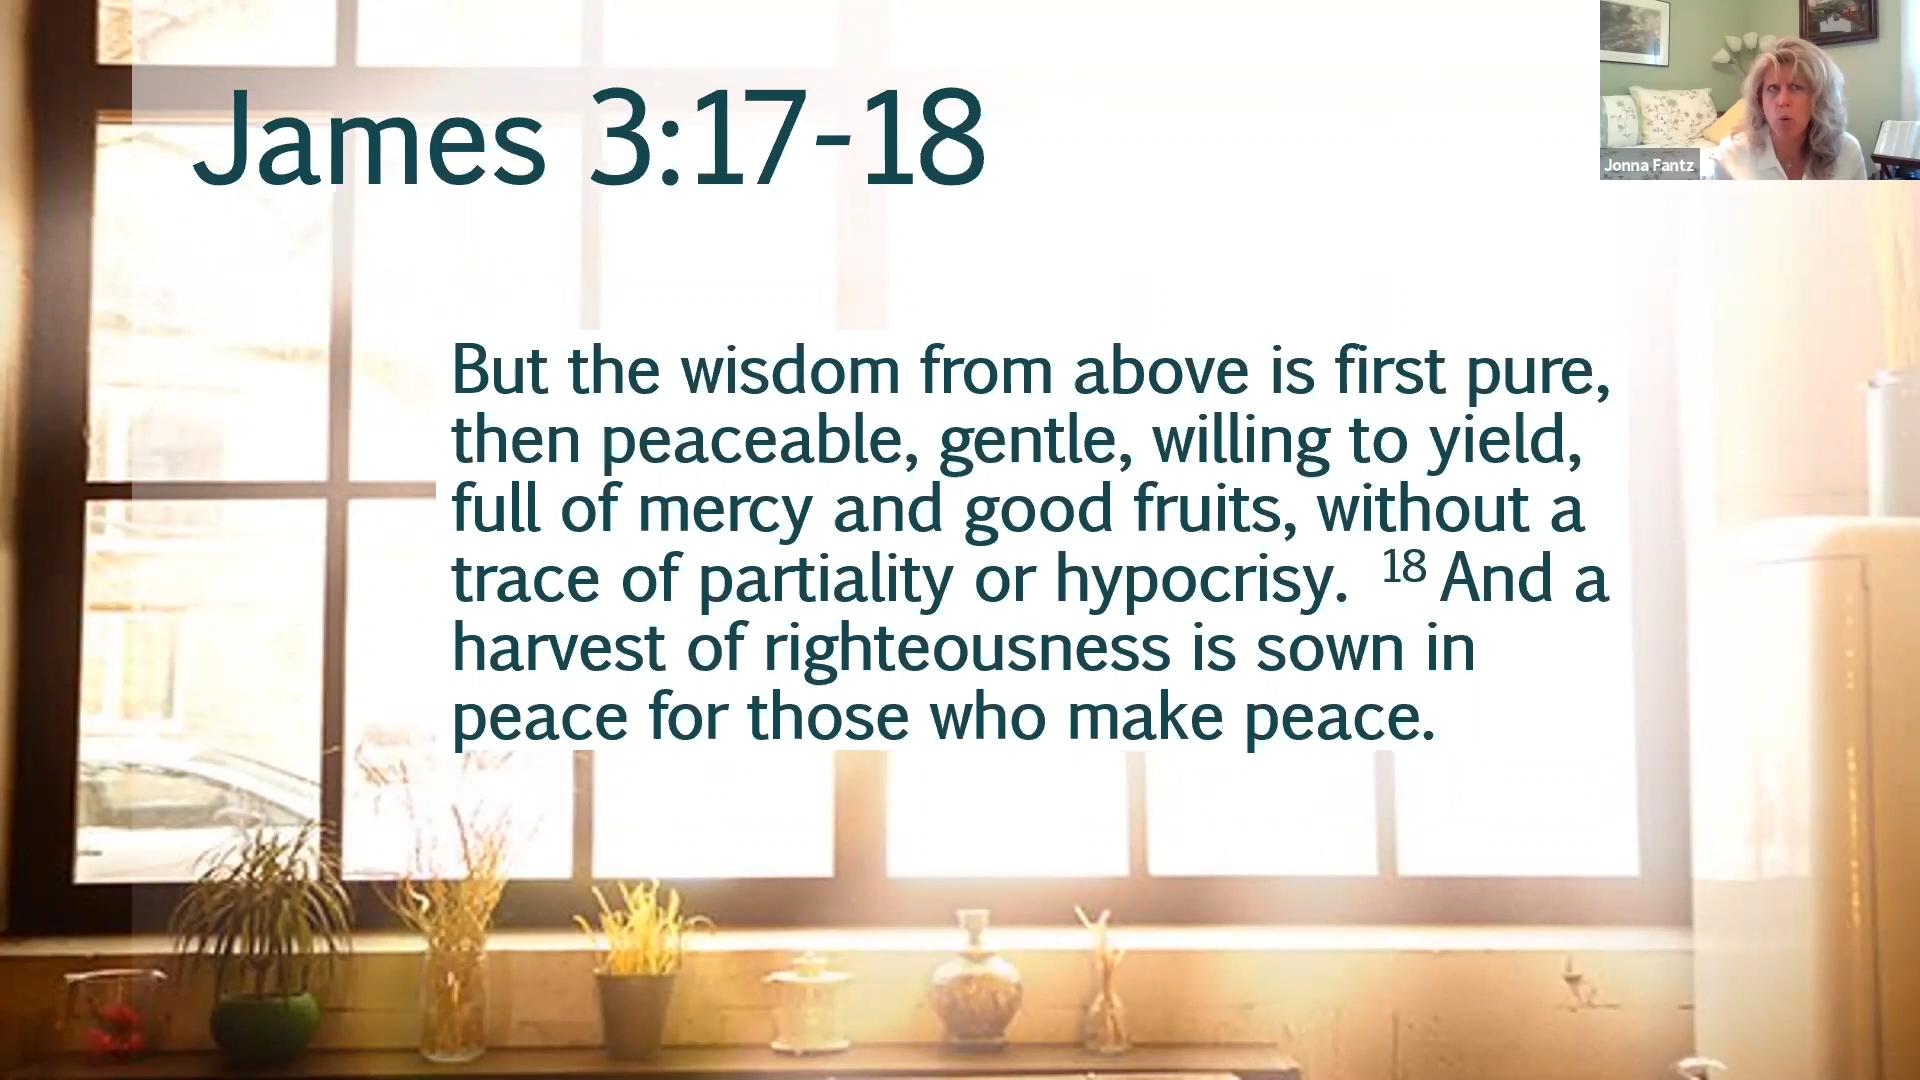 James 3:17-18
Jonna Fantz
But the wisdom from above is first pure,
then peaceable, gentle, willing to yield,
full of mercy and good fruits, without a
trace of partiality or hypocrisy. 18 And a
harvest of righteousness is sown in
peace for those who make peace.